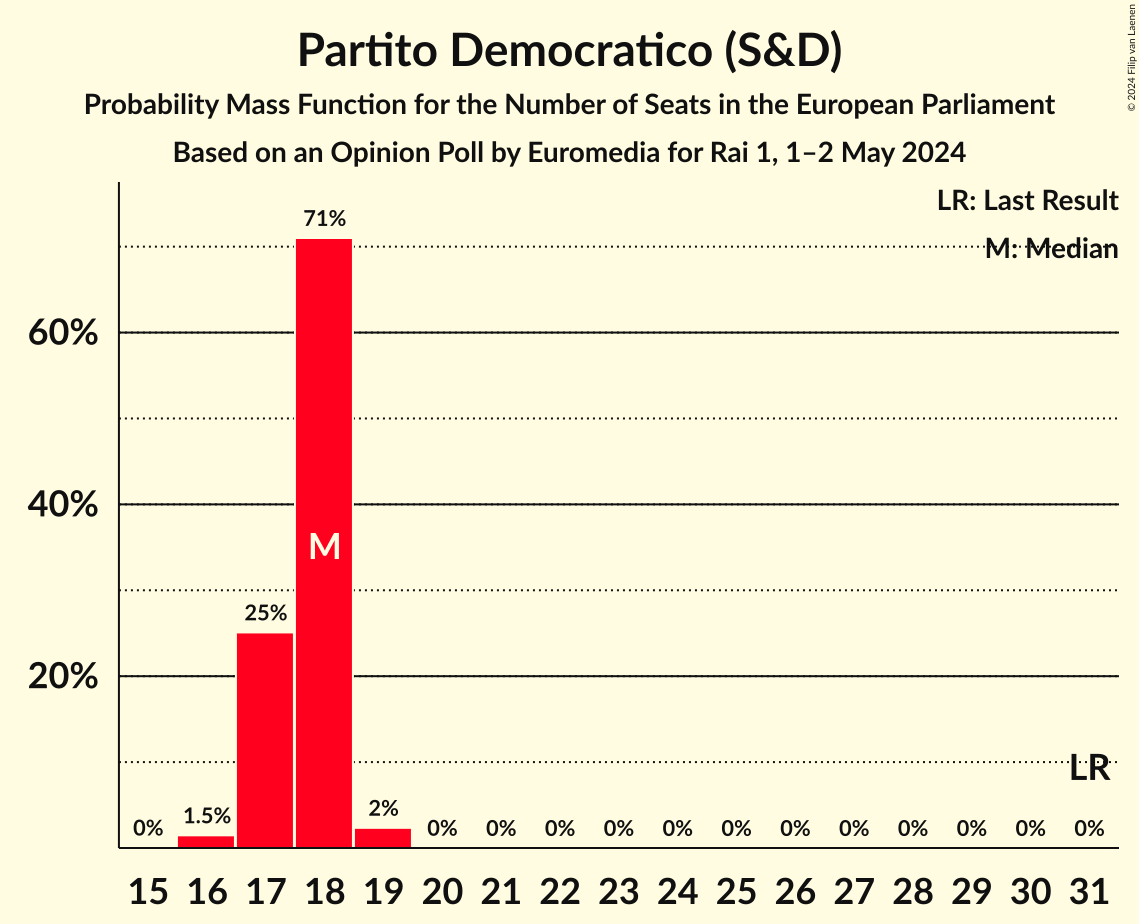 Partito Democratico (S&D)
Probability Mass Function for the Number of Seats in the European Parliament
Based on an Opinion Poll by Euromedia for Rai 1, 1–2 May 2024
© 2024 Filip van Laenen
LR: Last Result
M: Median
71%
60%
40%
M
25%
20%
LR
0% 1.5% 2% 0% 0% 0% 0% 0% 0% 0% 0% 0% 0% 0% 0%
15 16 17 18 19 20 21 22 23 24 25 26 27 28 29 30 31